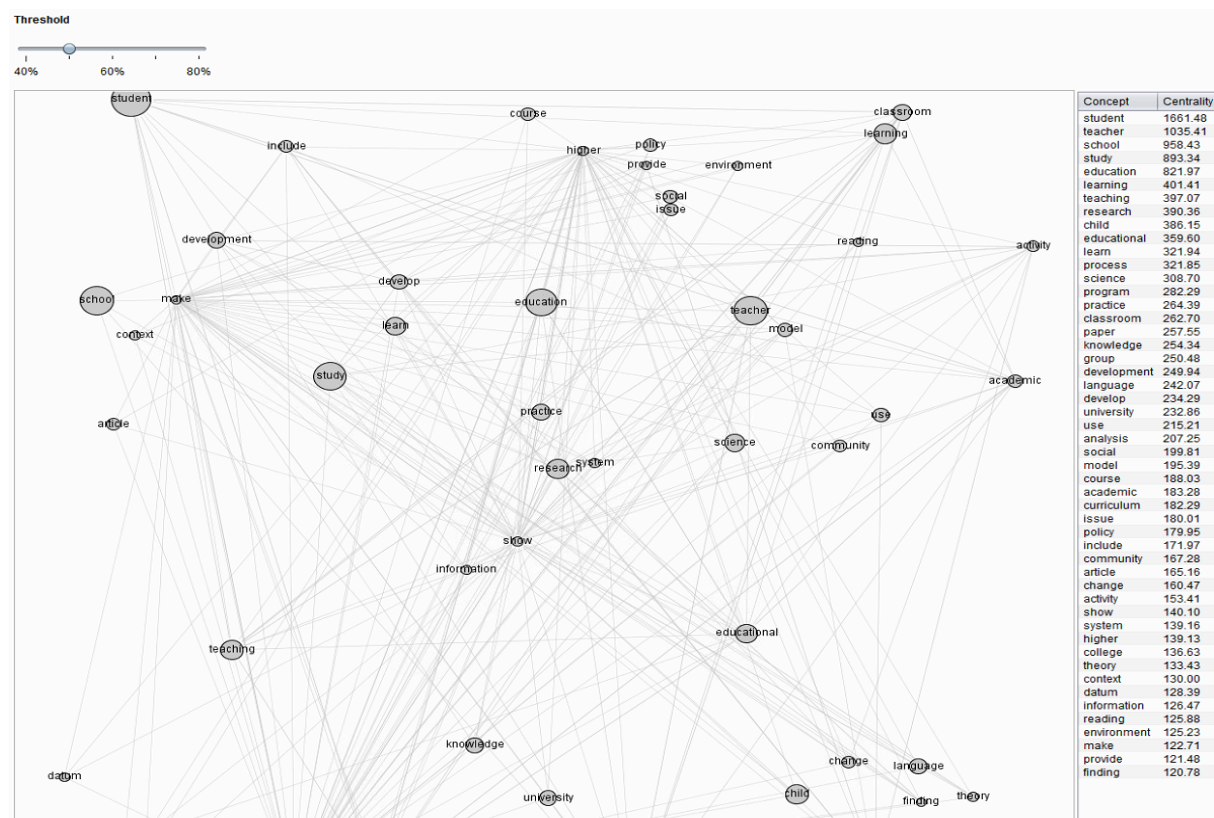 Threshold
40% 60% 80%
student
course
classroom
learning
include
higher
policy
provide
environment
social
issue
development
reading
activity
school
make
develop
education
teacher
context
learn
model
study
academic
article
practice
use
science
community
research
system
show
information
teaching
educational
knowledge
datum
change
language
university
child
finding
theory
Concept Centrality
student 1661.48
teacher 1035.41
school 958.43
study 893.34
education 821.97
learning 401.41
teaching 397.07
research 390.36
child 386.15
educational 359.60
learn 321.94
process 321.85
science 308.70
program 282.29
practice 264.39
classroom 262.70
paper 257.55
knowledge 254.34
group 250.48
development 249.94
language 242.07
develop 234.29
university 232.86
use 215.21
analysis 207.25
social 199.81
model 195.39
course 188.03
academic 183.28
curriculum 182.29
issue 180.01
policy 179.95
include 171.97
community 167.28
article 165.16
change 160.47
activity 153.41
show 140.10
system 139.16
higher 139.13
college 136.63
theory 133.43
context 130.00
datum 128.39
information 126.47
reading 125.88
environment 125.23
make 122.71
provide 121.48
finding 120.78